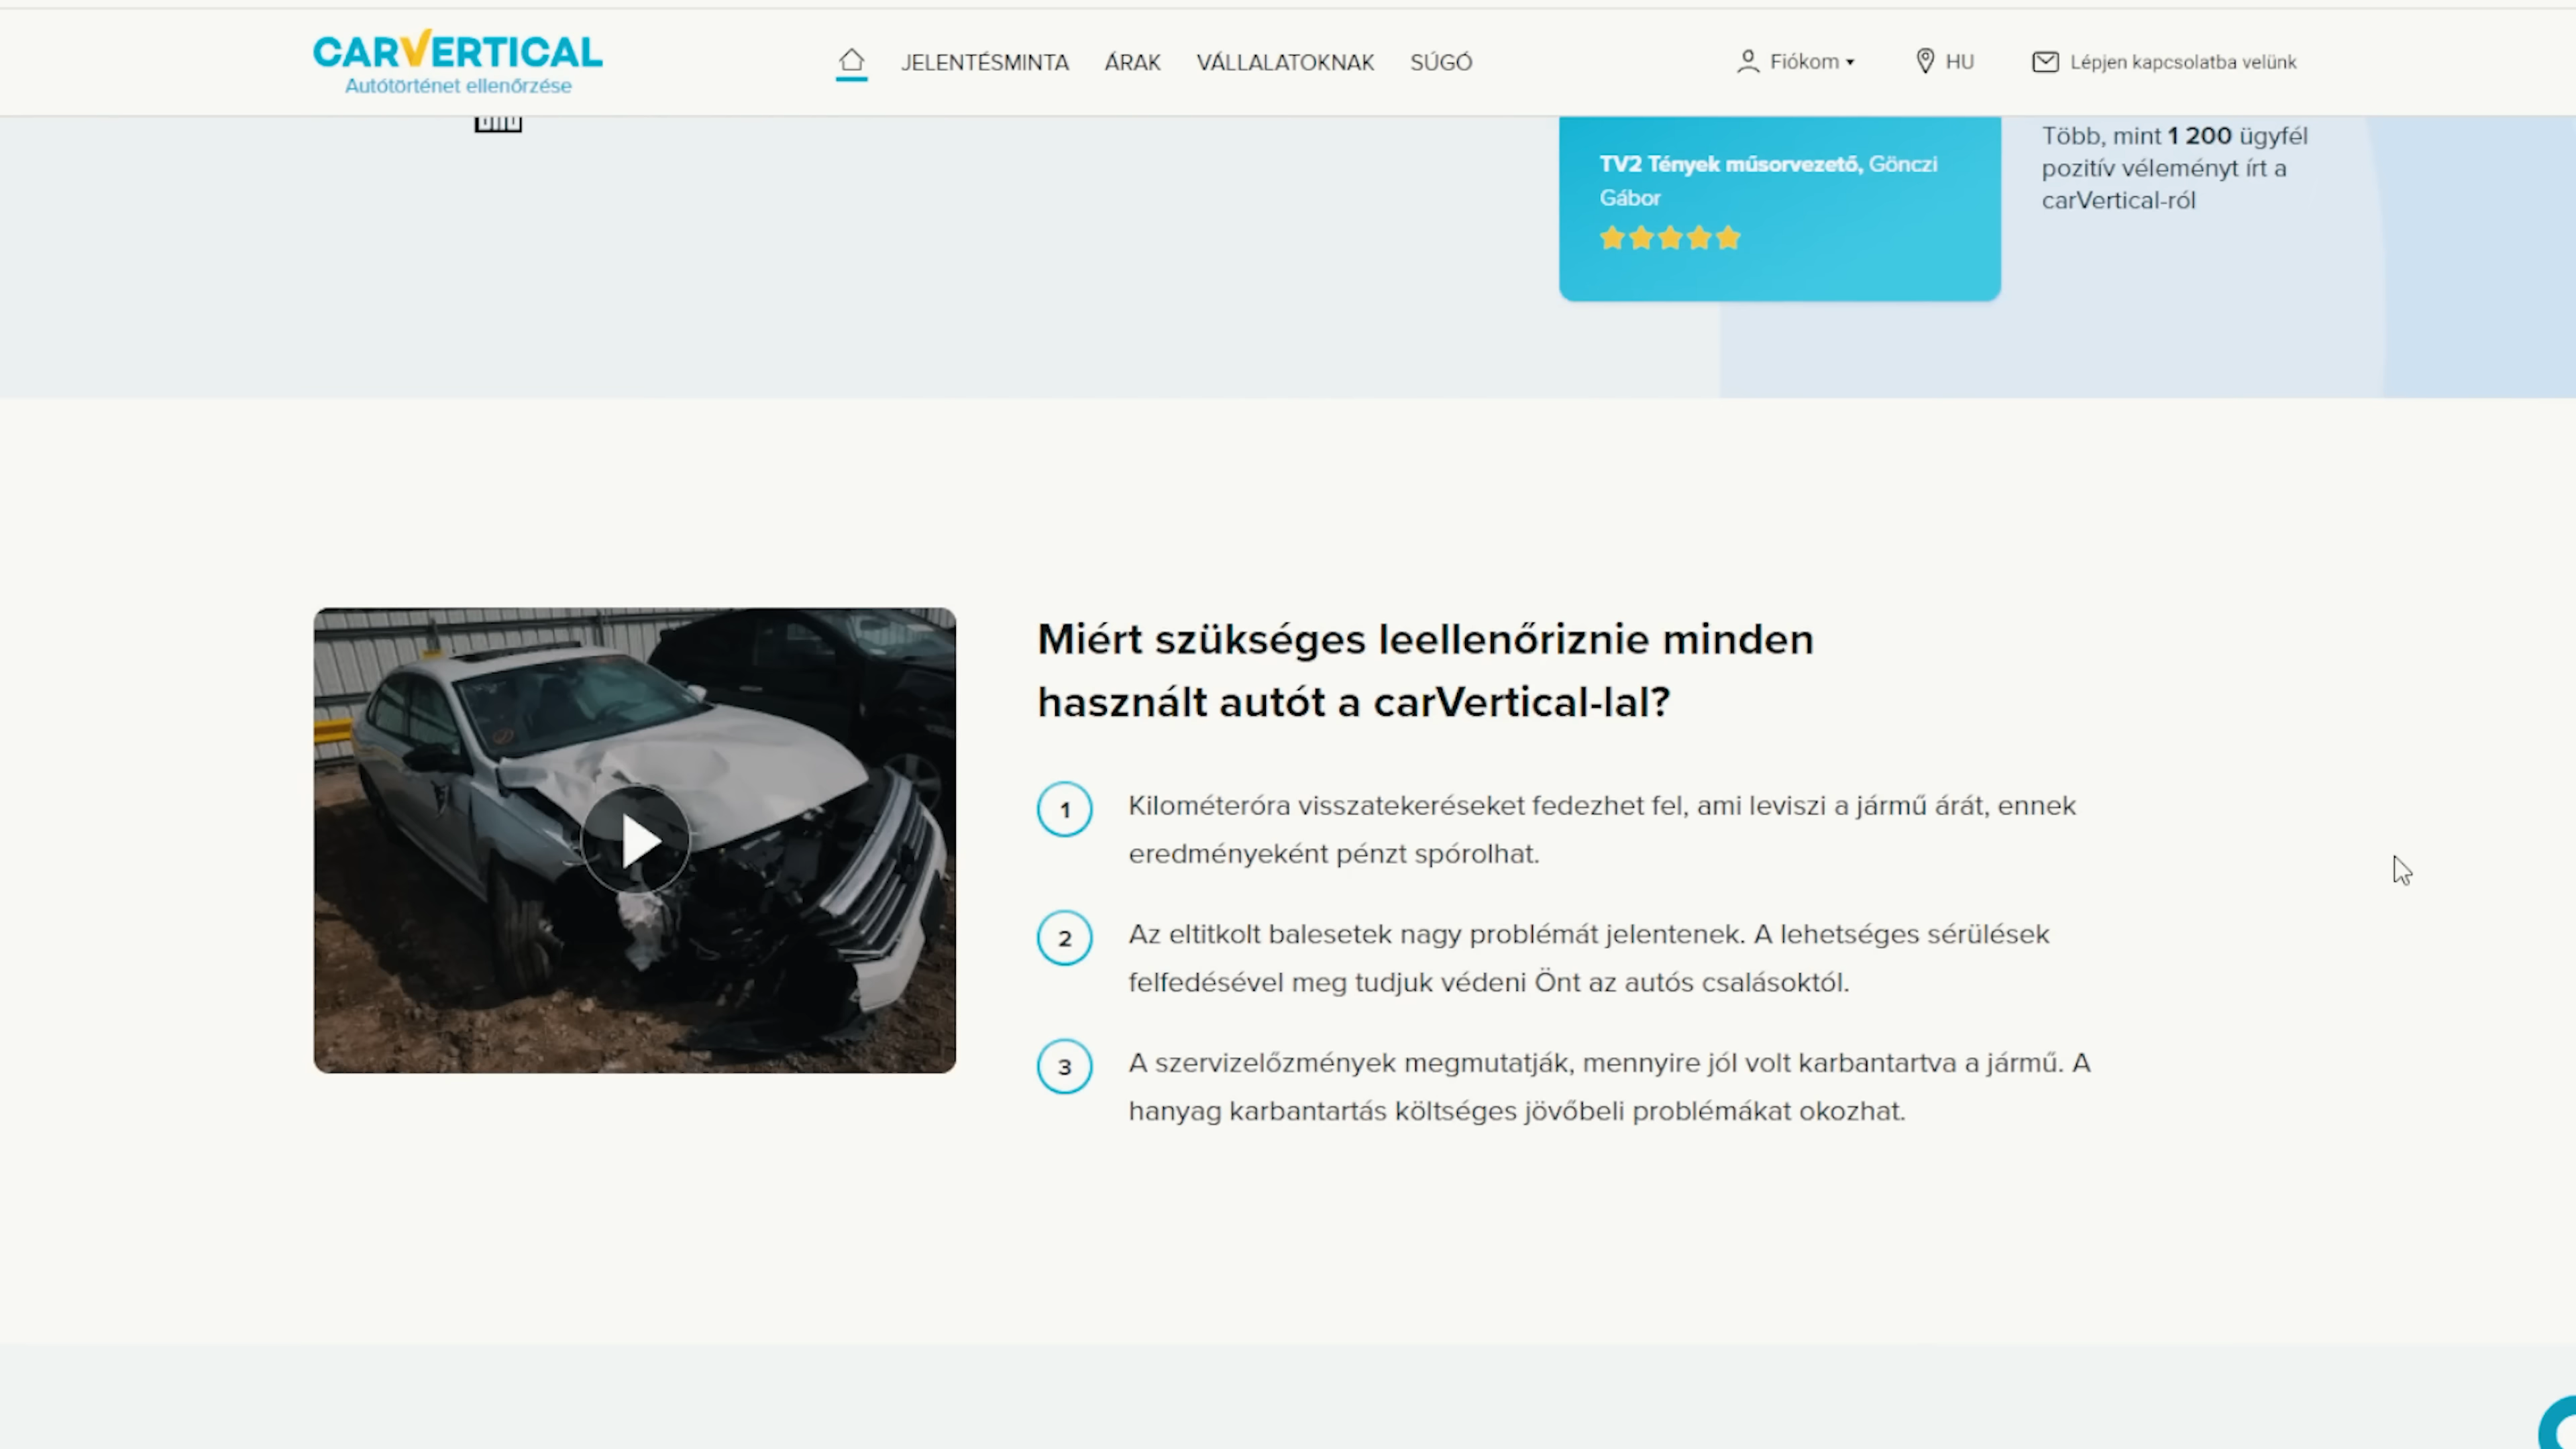 CARVERTICAL
Autótörténet ellenőrzése
JELENTÉSMINTA
ÁRAK
VÁLLALATOKNAK
SÚGÓ
Fiókom
HU
Lépjen kapcsolatba velünk
TV2 Tények műsorvezető, Gönczi
Gábor
Több, mint 1 200 ügyfél
pozitív véleményt írt a
carVertical-ról
Miért szükséges leellenőriznie minden
használt autót a carVertical-lal?
1
Kilométeróra visszatekeréseket fedezhet fel, ami leviszi a jármű árát, ennek
eredményeként pénzt spórolhat.
2
Az eltitkolt balesetek nagy problémát jelentenek. A lehetséges sérülések
felfedésével meg tudjuk védeni Önt az autós csalásoktól.
3
A szervizelőzmények megmutatják, mennyire jól volt karbantartva a jármű. A
hanyag karbantartás költséges jövőbeli problémákat okozhat.